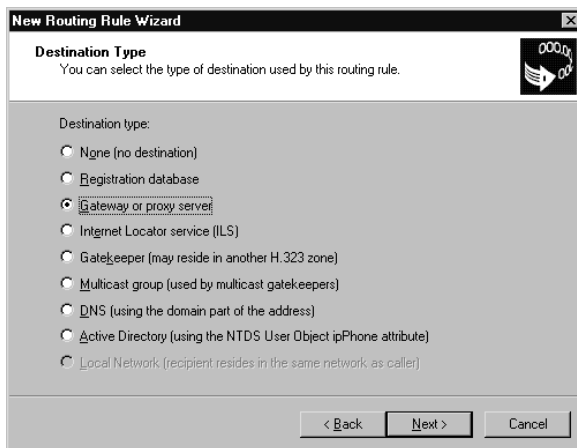 New Routing Rule Wizard
Destination Type
You can select the type of destination used by this routing rule.
Destination type:
None (no destination)
Registration database
Gateway or proxy server
Internet Locator service (ILS)
Gatekeeper (may reside in another H.323 zone)
Multicast group (used by multicast gatekeepers)
DNS (using the domain part of the address)
Active Directory (using the NTDS User Object ipPhone attribute)
Local Network (recipient resides in the same network as caller)
< Back Next > Cancel